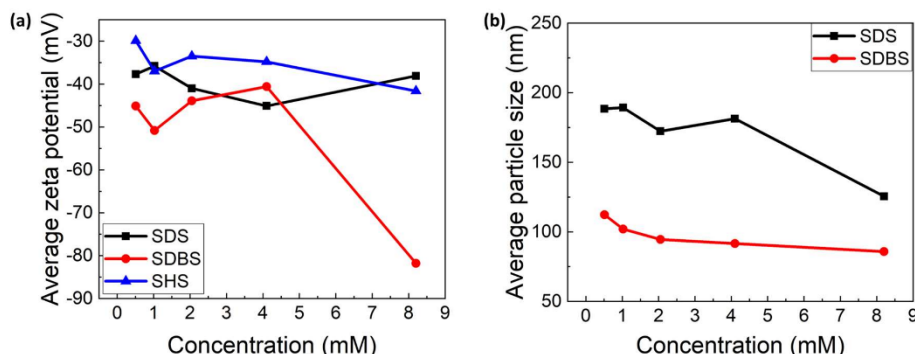 (a)
Average zeta potential (mV)
-30
-40
-50
-60
-70
-80
-90
SDS
SDBS
SHS
0 1 2 3 4 5 6 7 8 9
Concentration (mM)
(b)
Average particle size (nm)
250
200
150
100
50
SDS
SDBS
0 1 2 3 4 5 6 7 8 9
Concentration (mM)